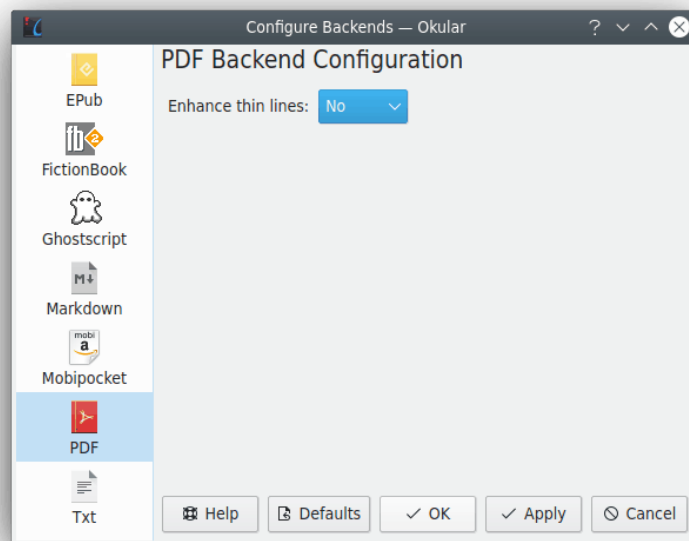 Configure Backends — Okular
EPub
fb2
FictionBook
Ghostscript
M
Markdown
mobi
a
Mobipocket
PDF
Txt
PDF Backend Configuration
Enhance thin lines: No
Help Defaults OK Apply Cancel